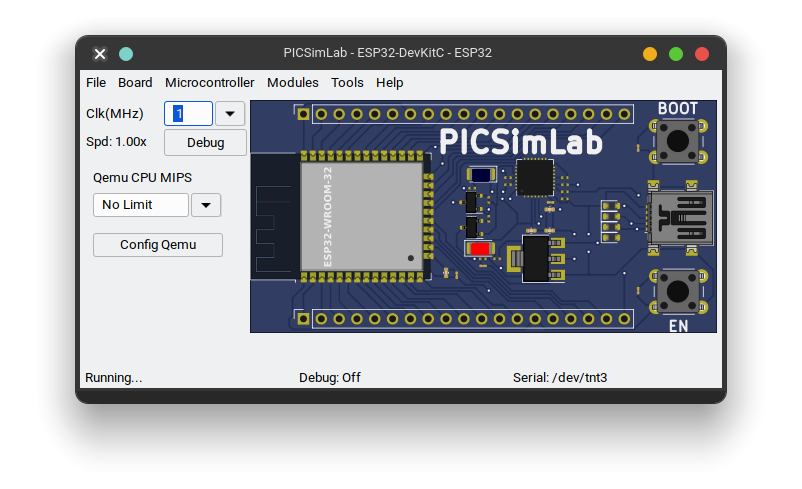 PICSimLab - ESP32-DevKitC - ESP32
File Board Microcontroller Modules Tools Help
Clk(MHz) 1
Spd: 1.00x Debug
Qemu CPU MIPS
No Limit
Config Qemu
BOOT
PICSimLab
ESP32-WROOM-32
EN
Running... Debug: Off Serial: /dev/tnt3